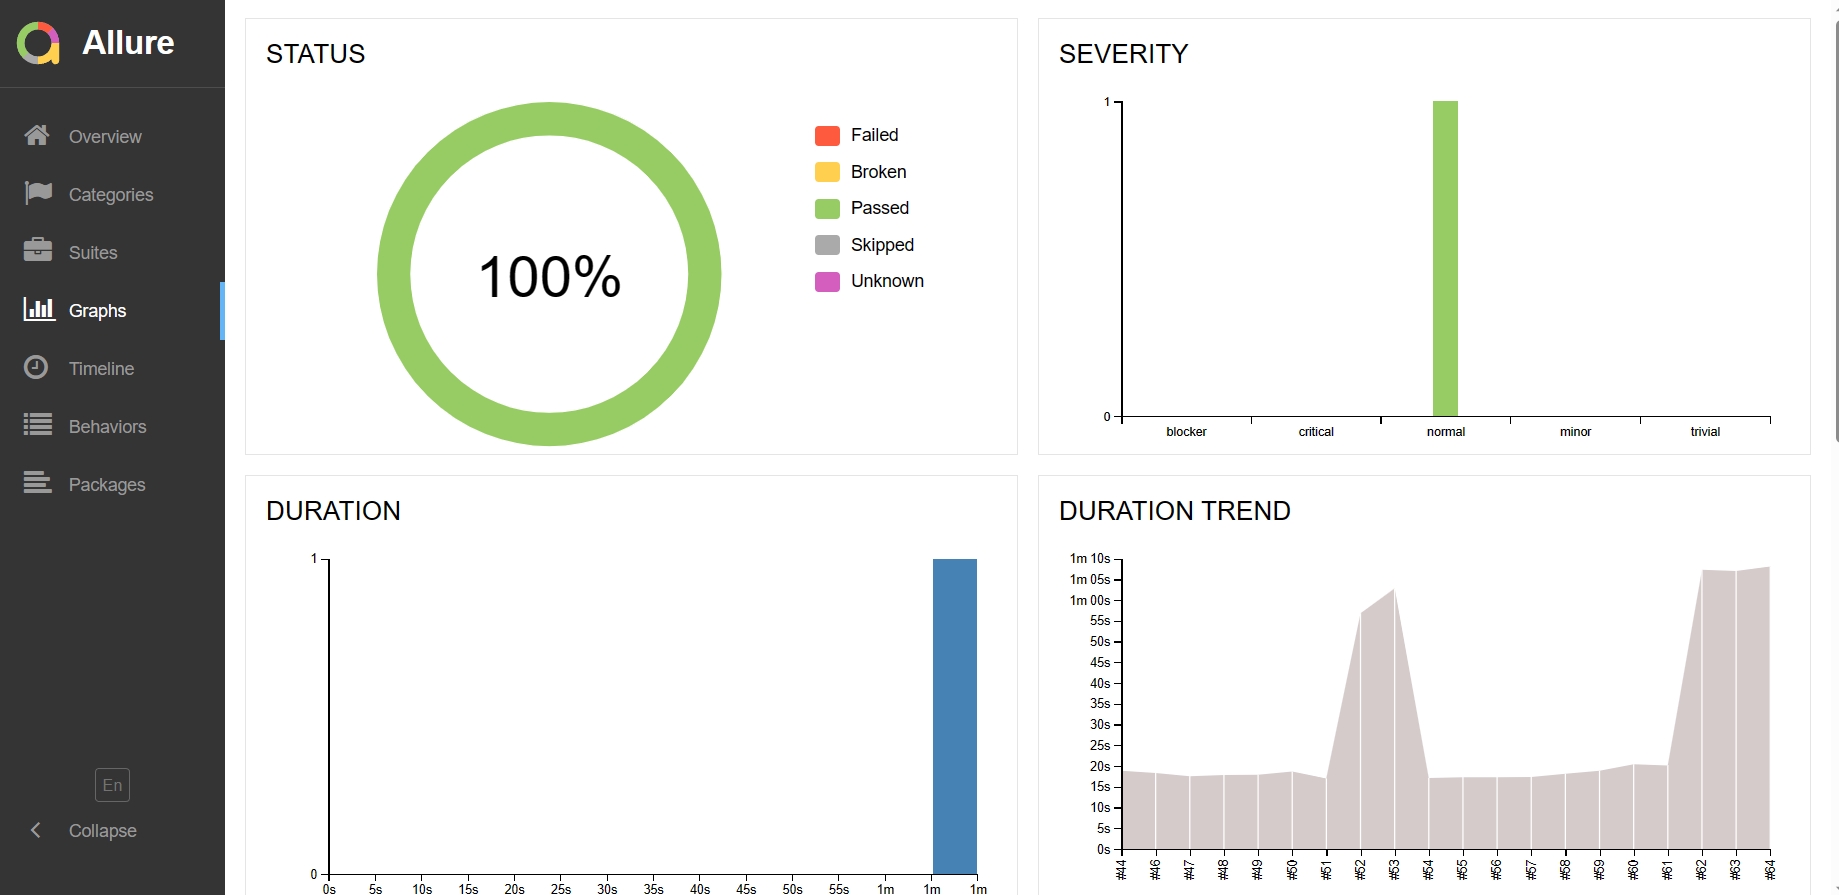 Allure
Overview
Categories
Suites
Graphs
Timeline
Behaviors
Packages
En
Collapse
STATUS
100%
Failed
Broken
Passed
Skipped
Unknown
SEVERITY
1
0
blocker critical normal minor trivial
DURATION
1
0
0s 5s 10s 15s 20s 25s 30s 35s 40s 45s 50s 55s 1m 1m 1m
DURATION TREND
1m 10s
1m 05s
1m 00s
55s
50s
45s
40s
35s
30s
25s
20s
15s
10s
5s
0s
#44 #46 #47 #48 #49 #50 #51 #52 #53 #54 #55 #56 #57 #58 #59 #60 #61 #62 #63 #64